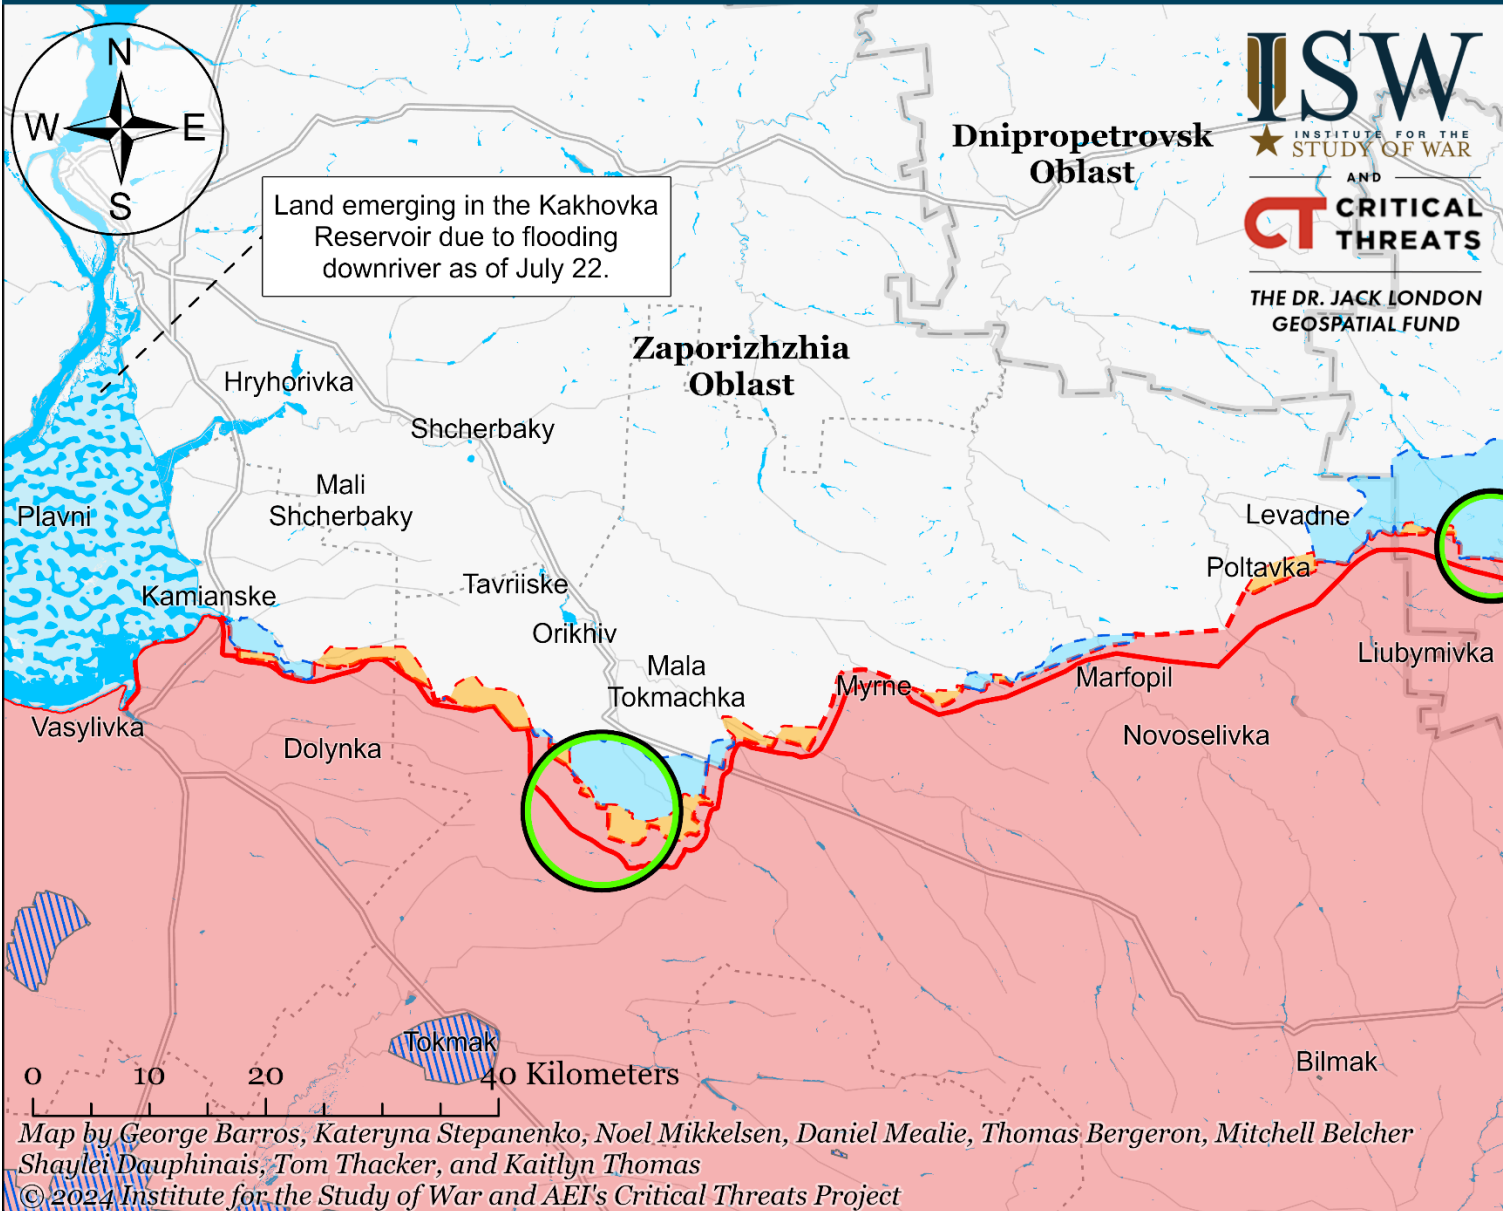 N
W
E
S
ISW
INSTITUTE FOR THE
STUDY OF WAR
AND
CT CRITICAL
THREATS
THE DR. JACK LONDON
GEOSPATIAL FUND
Dnipropetrovsk
Oblast
Land emerging in the Kakhovka
Reservoir due to flooding
downriver as of July 22.
Zaporizhzhia
Oblast
Hryhorivka
Shcherbaky
Mali
Shcherbaky
Plavni
Levadne
Poltavka
Tavriiske
Kamianske
Orikhiv
Mala
Tokmachka
Liubymivka
Myrne
Marfopil
Vasylivka
Dolynka
Novoselivka
Tokmak
Bilmak
0 10 20 40 Kilometers
Map by George Barros, Kateryna Stepanenko, Noel Mikkelsen, Daniel Mealie, Thomas Bergeron, Mitchell Belcher
Shaylei Dauphinais, Tom Thacker, and Kaitlyn Thomas
© 2024 Institute for the Study of War and AEI's Critical Threats Project